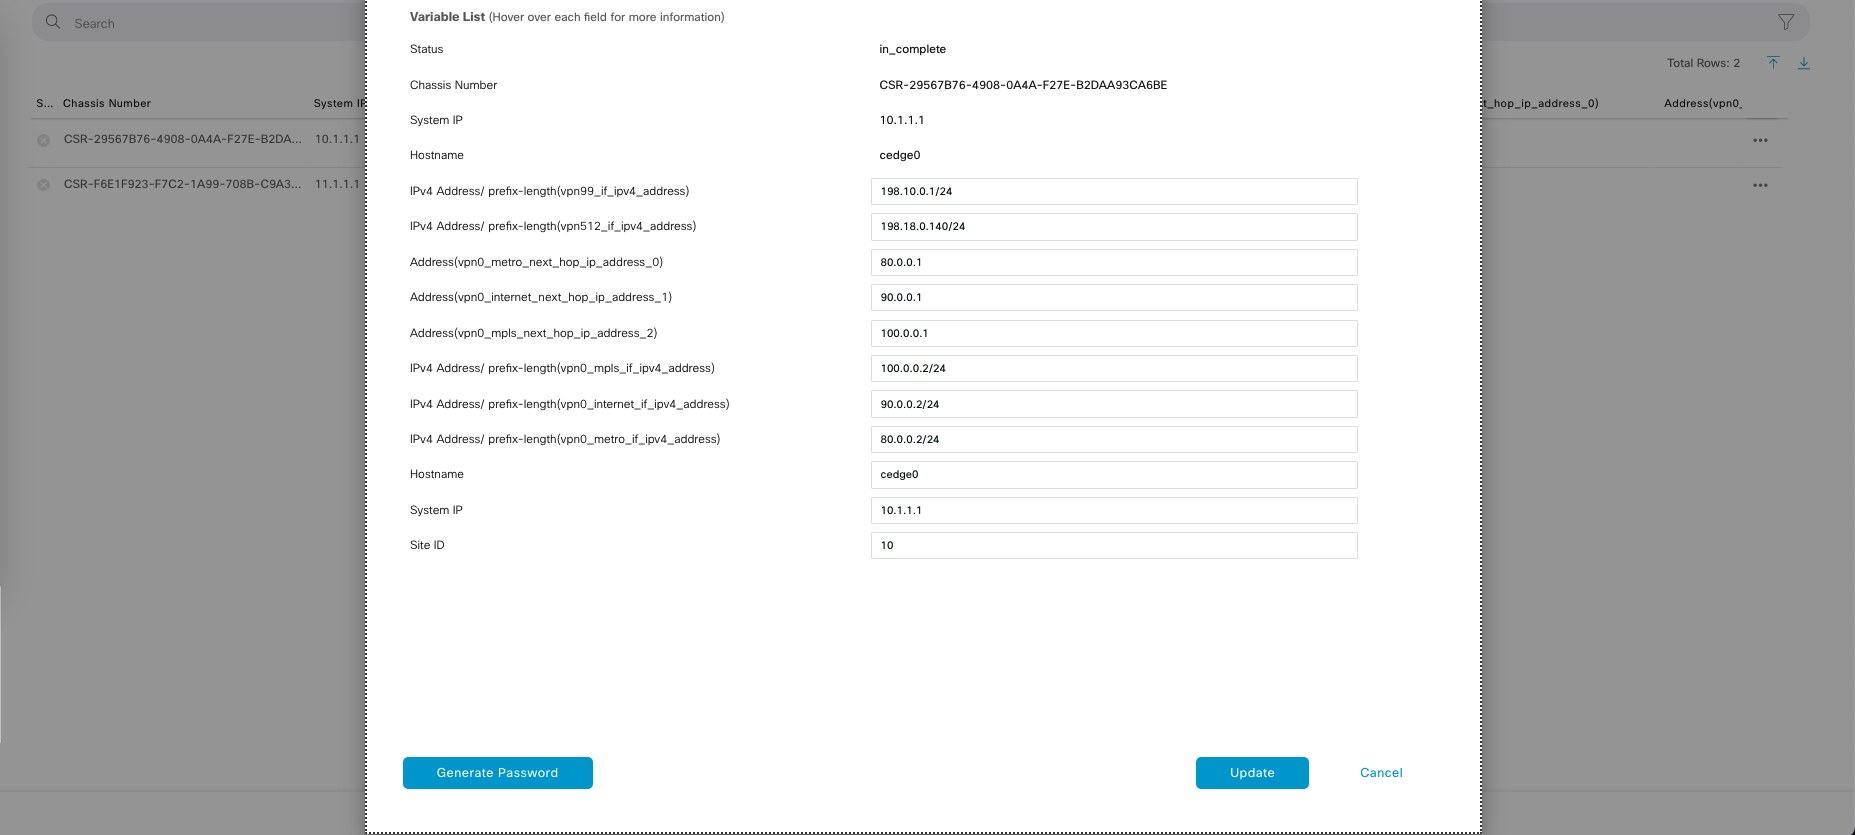 Search
Total Rows: 2
S... Chassis Number System IP t_hop_ip_address_0) Address(vpn0_
CSR-29567B76-4908-0A4A-F27E-B2DA... 10.1.1.1
CSR-F6E1F923-F7C2-1A99-708B-C9A3... 11.1.1.1
Variable List (Hover over each field for more information)
Status in_complete
Chassis Number CSR-29567B76-4908-0A4A-F27E-B2DAA93CA6BE
System IP 10.1.1.1
Hostname cedge0
IPv4 Address/ prefix-length(vpn99_if_ipv4_address) 198.10.0.1/24
IPv4 Address/ prefix-length(vpn512_if_ipv4_address) 198.18.0.140/24
Address(vpn0_metro_next_hop_ip_address_0) 80.0.0.1
Address(vpn0_internet_next_hop_ip_address_1) 90.0.0.1
Address(vpn0_mpls_next_hop_ip_address_2) 100.0.0.1
IPv4 Address/ prefix-length(vpn0_mpls_if_ipv4_address) 100.0.0.2/24
IPv4 Address/ prefix-length(vpn0_internet_if_ipv4_address) 90.0.0.2/24
IPv4 Address/ prefix-length(vpn0_metro_if_ipv4_address) 80.0.0.2/24
Hostname cedge0
System IP 10.1.1.1
Site ID 10
Generate Password Update Cancel